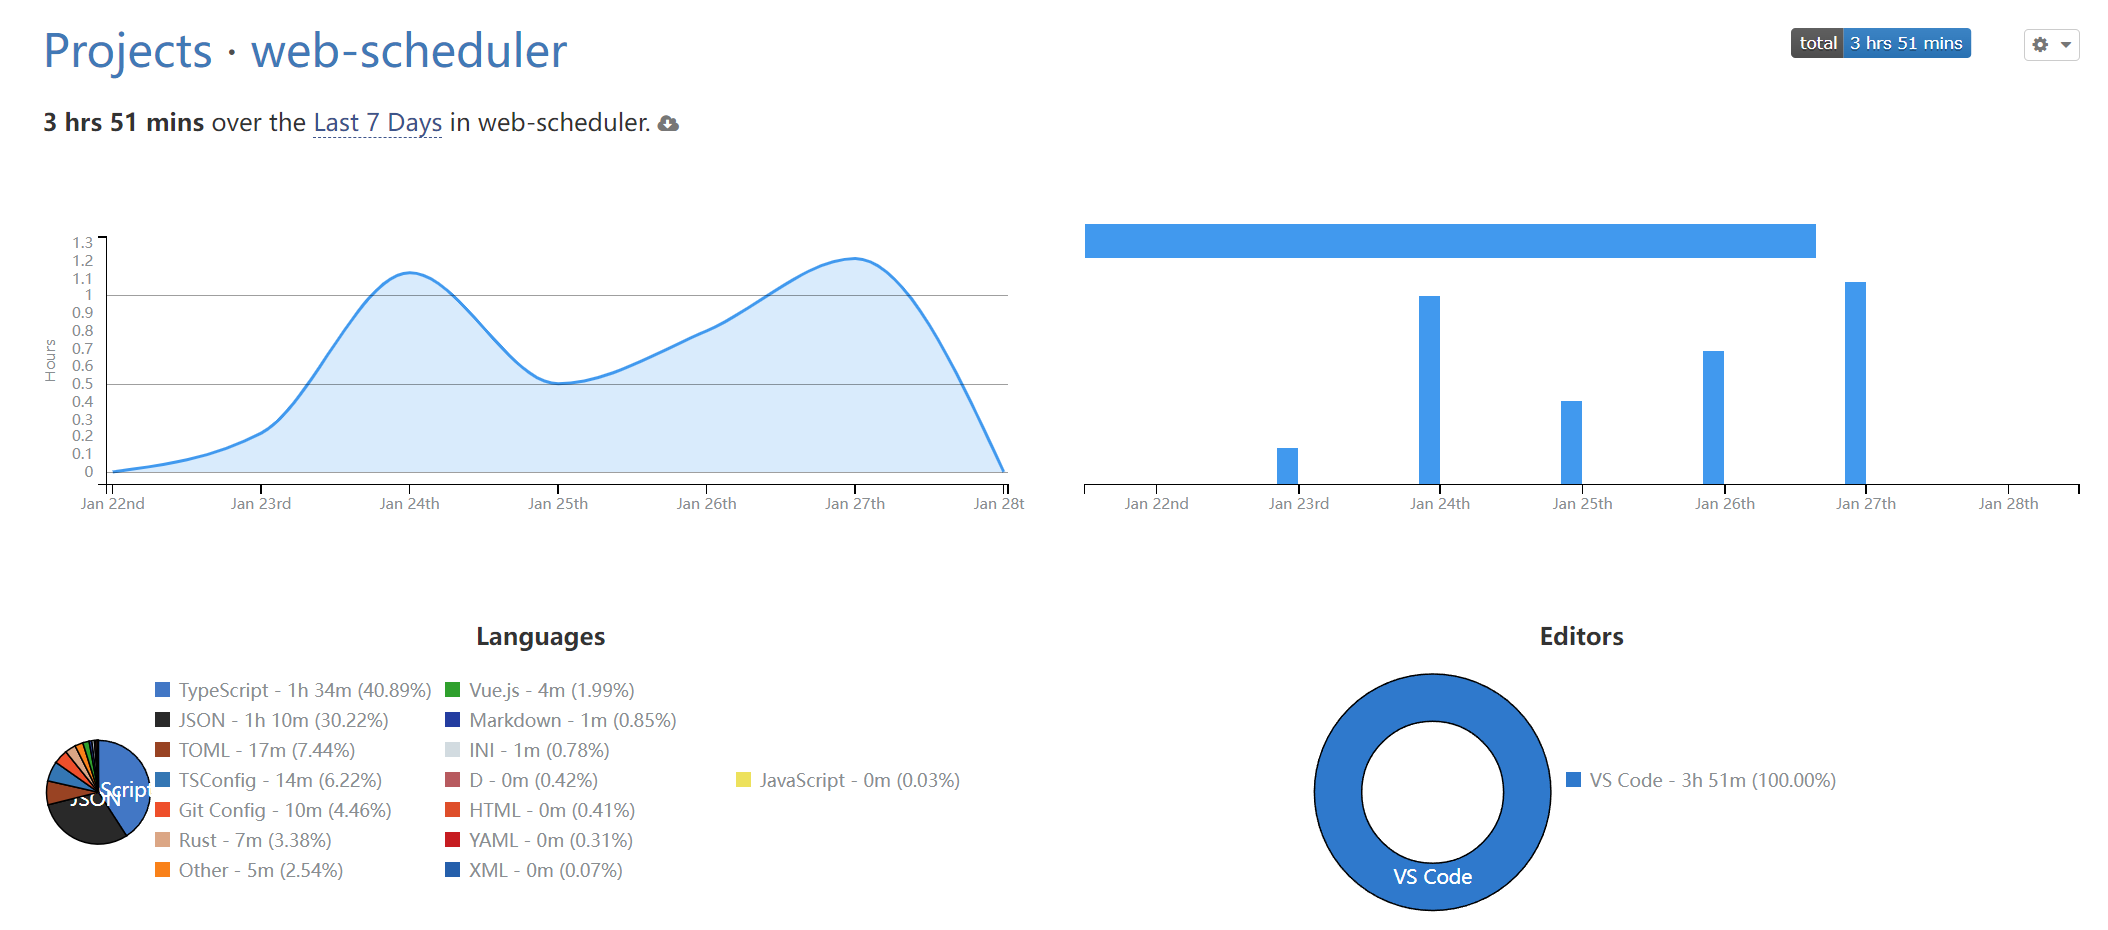 Projects · web-scheduler
total 3 hrs 51 mins
3 hrs 51 mins over the Last 7 Days in web-scheduler.
Hours
1.3
1.2
1.1
1
0.9
0.8
0.7
0.6
0.5
0.4
0.3
0.2
0.1
0
Jan 22nd Jan 23rd Jan 24th Jan 25th Jan 26th Jan 27th Jan 28t
Jan 22nd Jan 23rd Jan 24th Jan 25th Jan 26th Jan 27th Jan 28th
Languages
Script
JSON
TypeScript - 1h 34m (40.89%)
JSON - 1h 10m (30.22%)
TOML - 17m (7.44%)
TSConfig - 14m (6.22%)
Git Config - 10m (4.46%)
Rust - 7m (3.38%)
Other - 5m (2.54%)
Vue.js - 4m (1.99%)
Markdown - 1m (0.85%)
INI - 1m (0.78%)
D - 0m (0.42%)
HTML - 0m (0.41%)
YAML - 0m (0.31%)
XML - 0m (0.07%)
JavaScript - 0m (0.03%)
Editors
VS Code
VS Code - 3h 51m (100.00%)